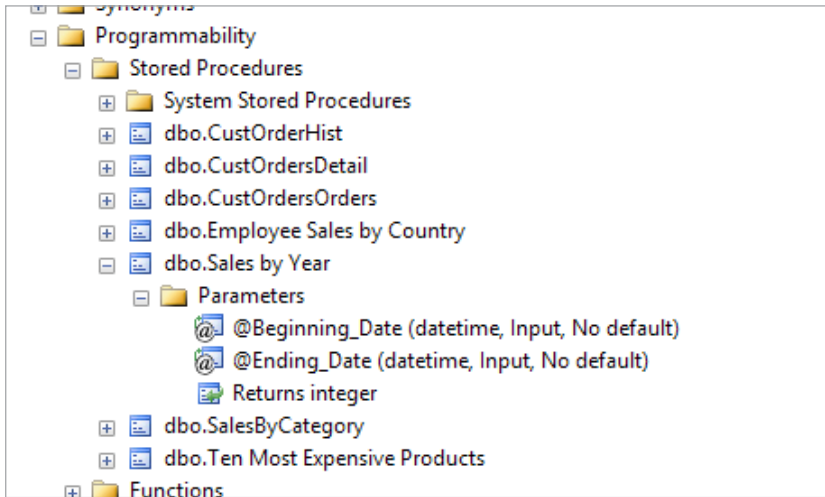 Synonyms
Programmability
Stored Procedures
System Stored Procedures
dbo.CustOrderHist
dbo.CustOrdersDetail
dbo.CustOrdersOrders
dbo.Employee Sales by Country
dbo.Sales by Year
Parameters
@Beginning_Date (datetime, Input, No default)
@Ending_Date (datetime, Input, No default)
Returns integer
dbo.SalesByCategory
dbo.Ten Most Expensive Products
Functions